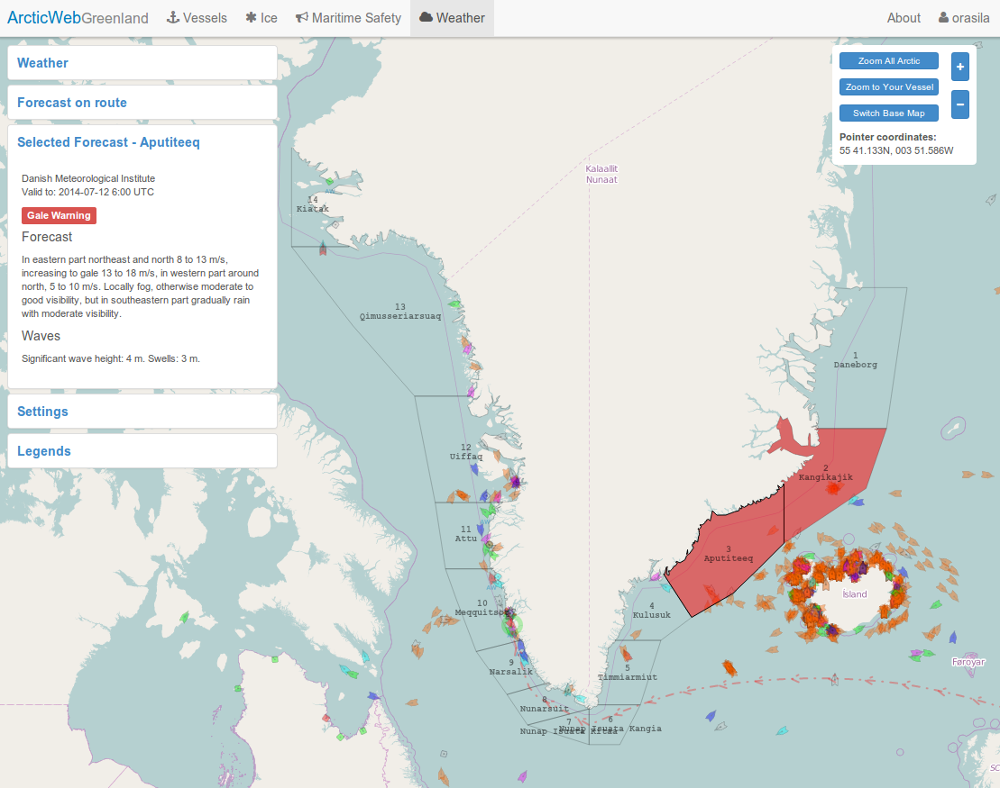 ArcticWebGreenland Vessels Ice Maritime Safety Weather About orasila
Weather
Forecast on route
Selected Forecast - Aputiteeq
Danish Meteorological Institute
Valid to: 2014-07-12 6:00 UTC
Gale Warning
Forecast
In eastern part northeast and north 8 to 13 m/s,
increasing to gale 13 to 18 m/s, in western part around
north, 5 to 10 m/s. Locally fog, otherwise moderate to
good visibility, but in southeastern part gradually rain
with moderate visibility.
Waves
Significant wave height: 4 m. Swells: 3 m.
Settings
Legends
Zoom All Arctic
+
Zoom to Your Vessel
−
Switch Base Map
Pointer coordinates:
55 41.133N, 003 51.586W
Kalaallit
Nunaat
14
Kiatak
13
Qimusseriarsuaq
1
Daneborg
12
Uiffaq
2
Kangikajik
11
Attu
3
Aputiteeq
Ísland
10
4
Kulusuk
9
Narsalik
5
Timmiarmiut
Føroyar
8
Nunarsuit
7
Nunap Isuata Kitaa
6
Nunap Isuata Kangia
SC